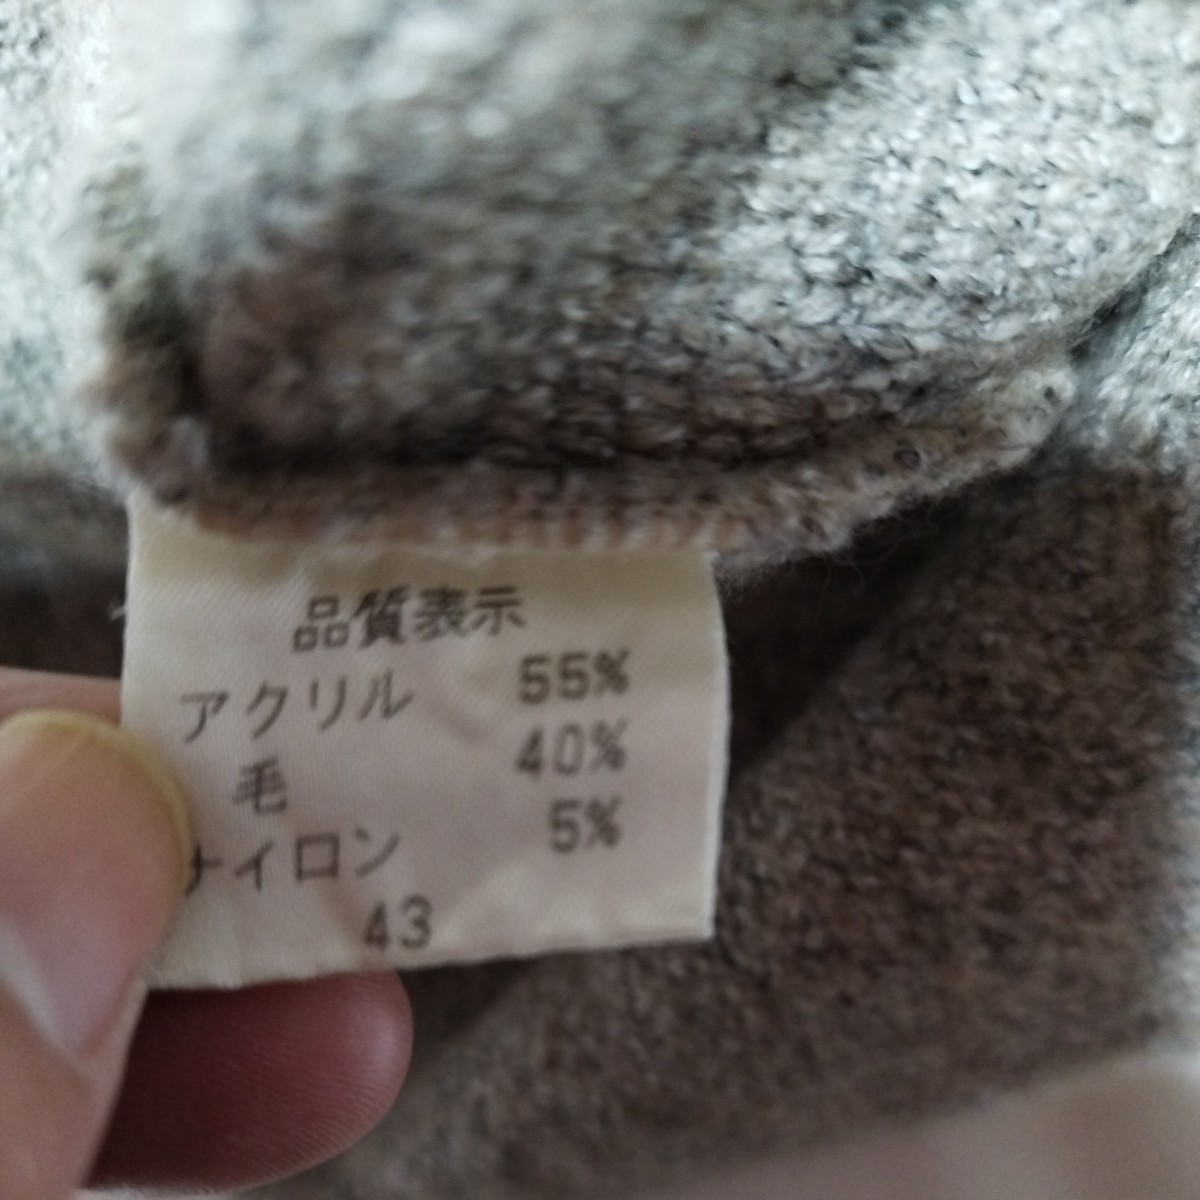 品質表示
アクリル 55%
毛 40%
ナイロン 5%
43